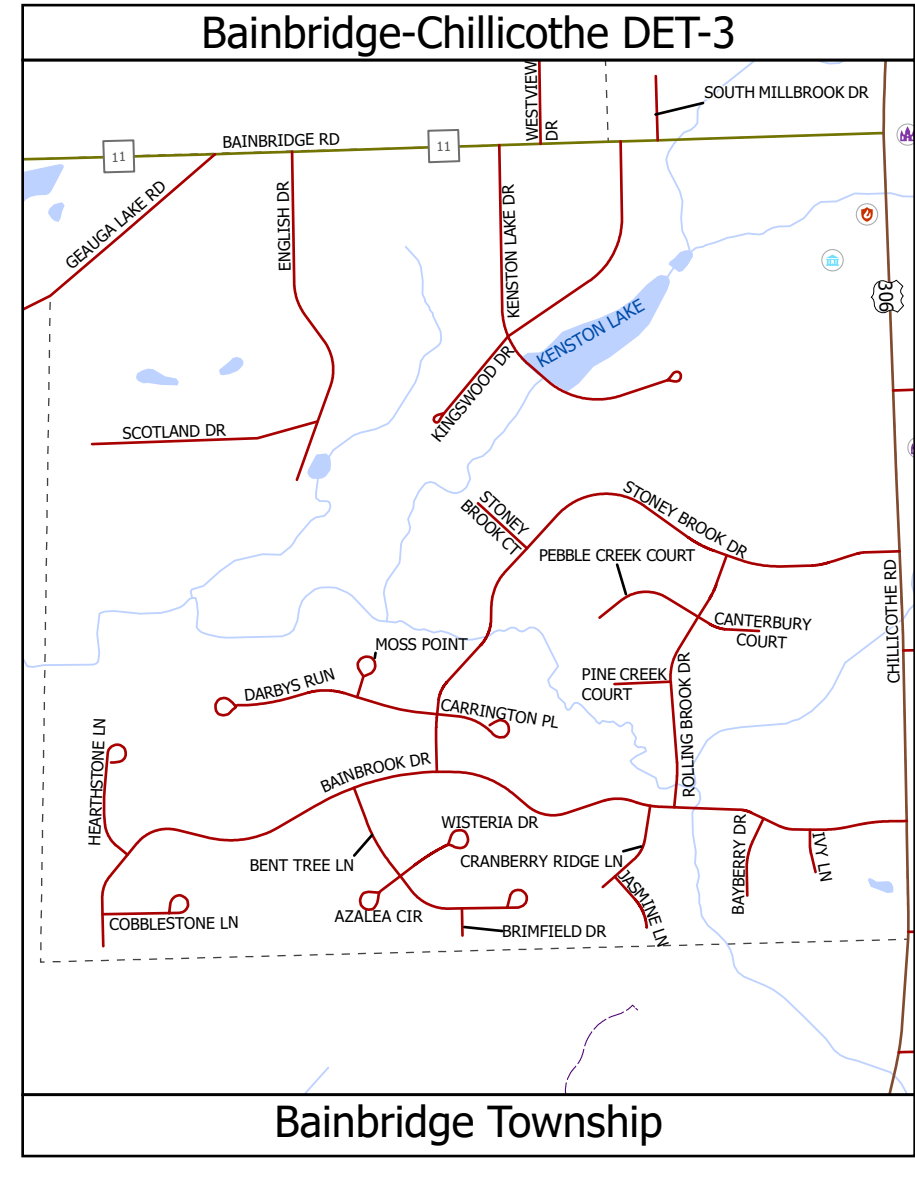 Bainbridge-Chillicothe DET-3
WESTVIEW
DR
SOUTH MILLBROOK DR
BAINBRIDGE RD
11
11
GEAUGA LAKE RD
ENGLISH DR
KENSTON LAKE DR
306
KENSTON LAKE
KINGSWOOD DR
SCOTLAND DR
STONEY
BROOK CT
STONEY BROOK DR
PEBBLE CREEK COURT
CANTERBURY
COURT
CHILLICOTHE RD
MOSS POINT
PINE CREEK
COURT
DARBYS RUN
CARRINGTON PL
ROLLING BROOK DR
HEARTHSTONE LN
BAINBROOK DR
WISTERIA DR
BENT TREE LN
CRANBERRY RIDGE LN
BAYBERRY DR
IVY LN
JASMINE LN
AZALEA CIR
COBBLESTONE LN
BRIMFIELD DR
Bainbridge Township